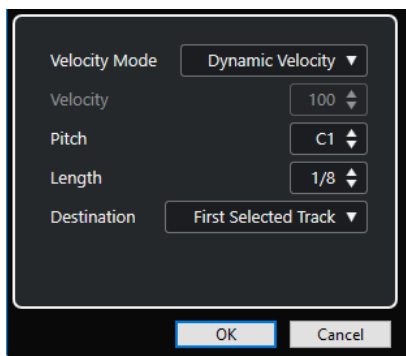 Velocity Mode Dynamic Velocity
Velocity 100
Pitch C1
Length 1/8
Destination First Selected Track
OK Cancel